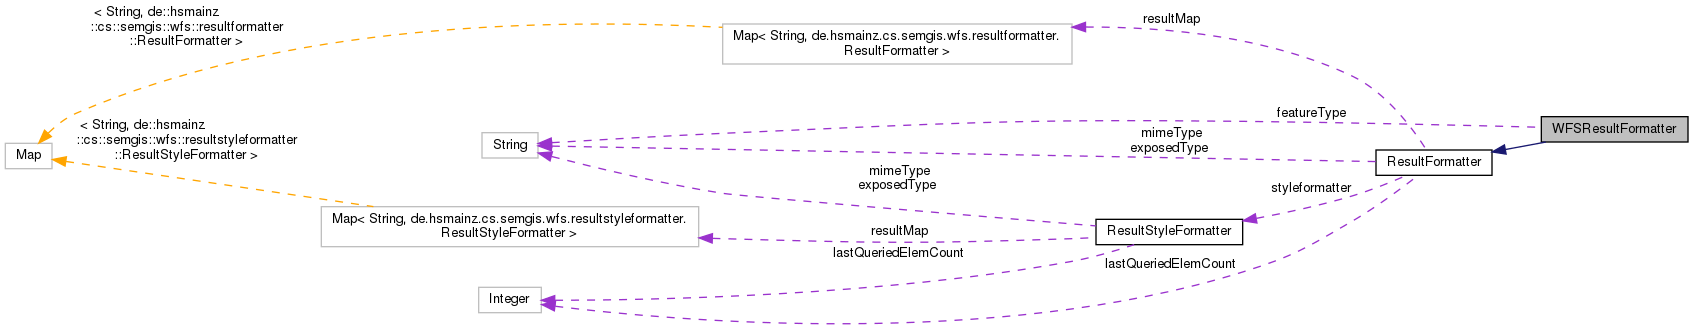 < String, de::hsmainz
::cs::semgis::wfs::resultformatter
::ResultFormatter >
resultMap
Map< String, de.hsmainz.cs.semgis.wfs.resultformatter.
ResultFormatter >
< String, de::hsmainz
::cs::semgis::wfs::resultstyleformatter
::ResultStyleFormatter >
Map
String
featureType
mimeType
exposedType
WFSResultFormatter
ResultFormatter
mimeType
exposedType
styleformatter
Map< String, de.hsmainz.cs.semgis.wfs.resultstyleformatter.
ResultStyleFormatter >
resultMap
ResultStyleFormatter
lastQueriedElemCount
lastQueriedElemCount
Integer